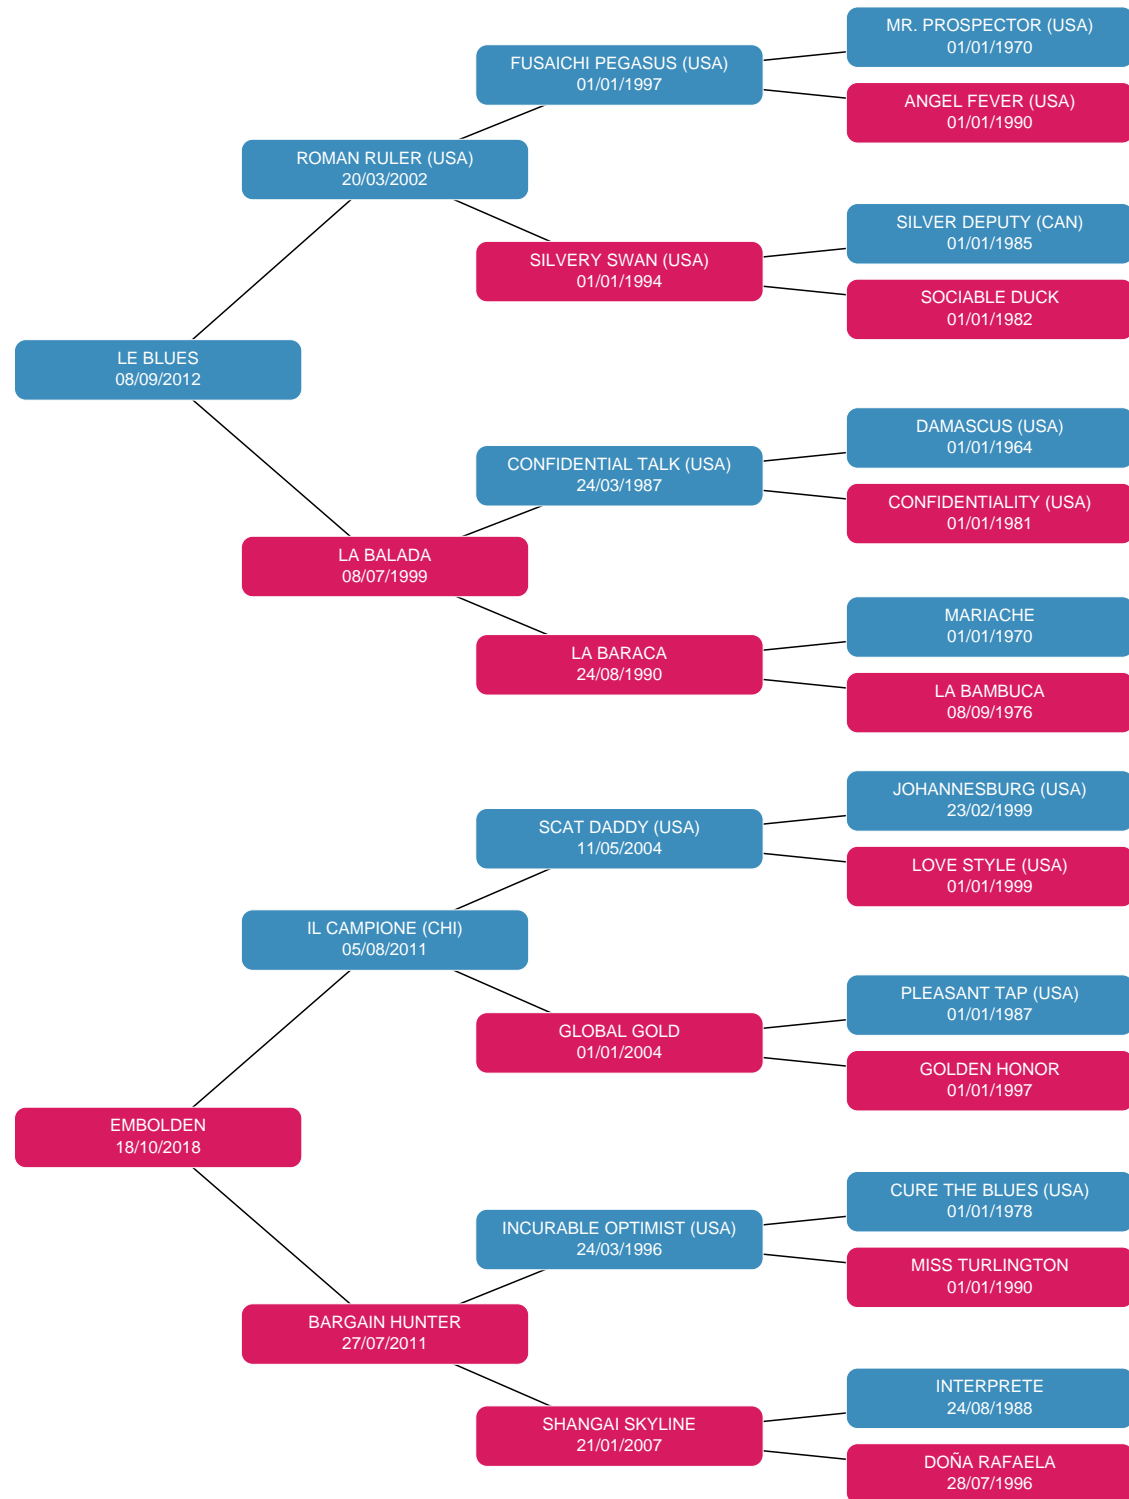 MR. PROSPECTOR (USA)
01/01/1970
FUSAICHI PEGASUS (USA)
01/01/1997
ANGEL FEVER (USA)
01/01/1990
ROMAN RULER (USA)
20/03/2002
SILVER DEPUTY (CAN)
01/01/1985
SILVERY SWAN (USA)
01/01/1994
SOCIABLE DUCK
01/01/1982
LE BLUES
08/09/2012
DAMASCUS (USA)
01/01/1964
CONFIDENTIAL TALK (USA)
24/03/1987
CONFIDENTIALITY (USA)
01/01/1981
LA BALADA
08/07/1999
MARIACHE
01/01/1970
LA BARACA
24/08/1990
LA BAMBUCA
08/09/1976
JOHANNESBURG (USA)
23/02/1999
SCAT DADDY (USA)
11/05/2004
LOVE STYLE (USA)
01/01/1999
IL CAMPIONE (CHI)
05/08/2011
PLEASANT TAP (USA)
01/01/1987
GLOBAL GOLD
01/01/2004
GOLDEN HONOR
01/01/1997
EMBOLDEN
18/10/2018
CURE THE BLUES (USA)
01/01/1978
INCURABLE OPTIMIST (USA)
24/03/1996
MISS TURLINGTON
01/01/1990
BARGAIN HUNTER
27/07/2011
INTERPRETE
24/08/1988
SHANGAI SKYLINE
21/01/2007
DOÑA RAFAELA
28/07/1996